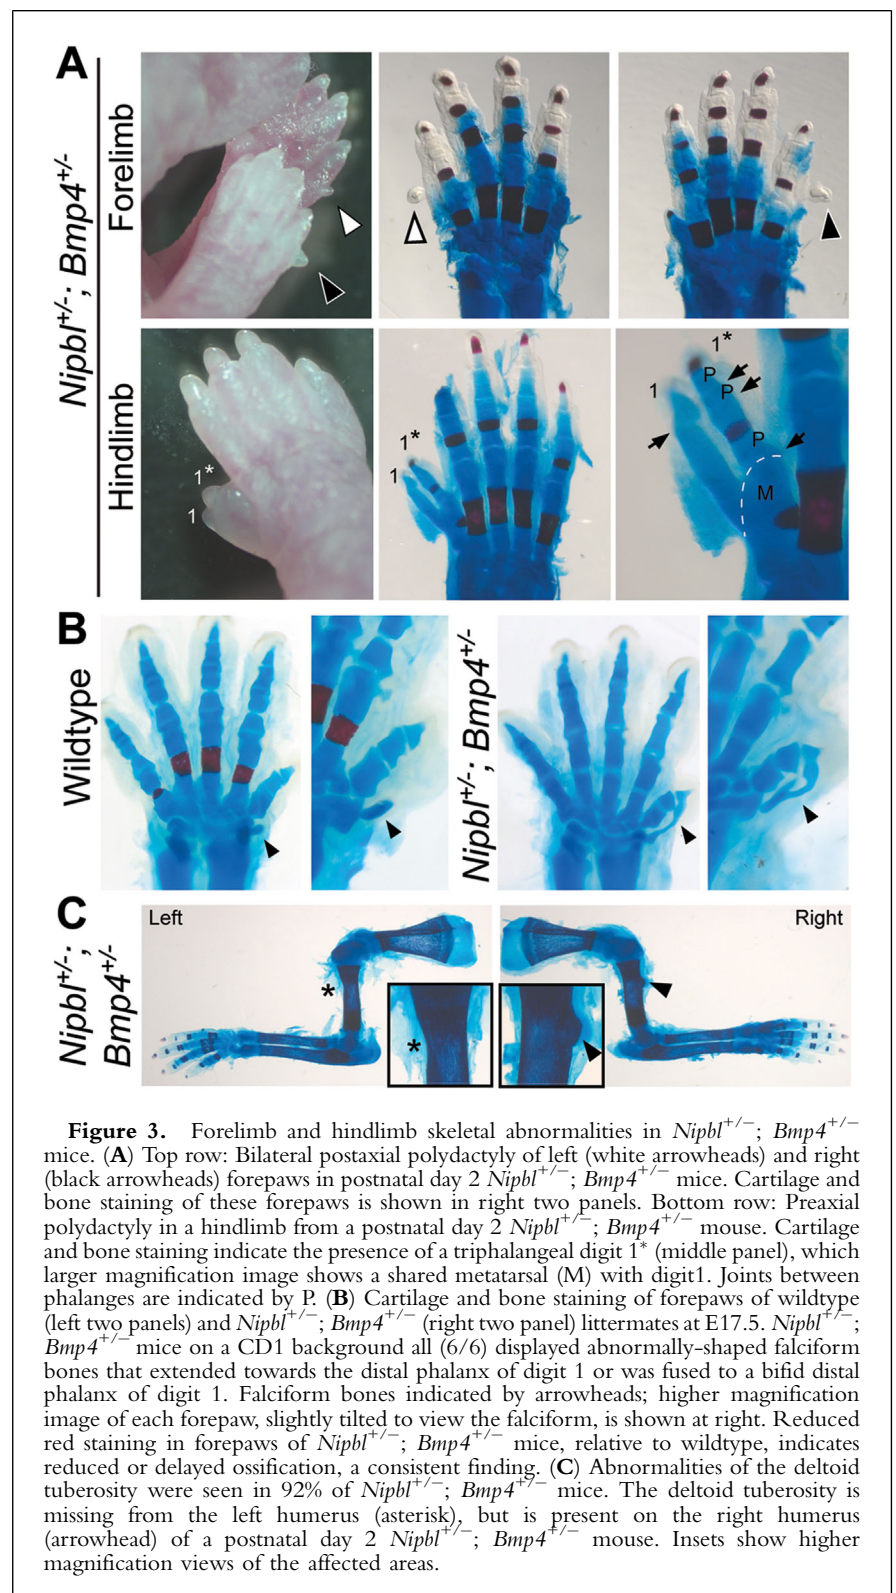 A
Nipbl+/-; Bmp4+/-
Forelimb
Hindlimb
1*
1
1*
1
1*
1
P
P
P
M
B
Wildtype
Nipbl+/-; Bmp4+/-
C
Nipbl+/-;
Bmp4+/-
Left
Right
*
*
Figure 3. Forelimb and hindlimb skeletal abnormalities in Nipbl+/−; Bmp4+/−
mice. (A) Top row: Bilateral postaxial polydactyly of left (white arrowheads) and right
(black arrowheads) forepaws in postnatal day 2 Nipbl+/−; Bmp4+/− mice. Cartilage and
bone staining of these forepaws is shown in right two panels. Bottom row: Preaxial
polydactyly in a hindlimb from a postnatal day 2 Nipbl+/−; Bmp4+/− mouse. Cartilage
and bone staining indicate the presence of a triphalangeal digit 1* (middle panel), which
larger magnification image shows a shared metatarsal (M) with digit1. Joints between
phalanges are indicated by P. (B) Cartilage and bone staining of forepaws of wildtype
(left two panels) and Nipbl+/−; Bmp4+/− (right two panel) littermates at E17.5. Nipbl+/−;
Bmp4+/− mice on a CD1 background all (6/6) displayed abnormally-shaped falciform
bones that extended towards the distal phalanx of digit 1 or was fused to a bifid distal
phalanx of digit 1. Falciform bones indicated by arrowheads; higher magnification
image of each forepaw, slightly tilted to view the falciform, is shown at right. Reduced
red staining in forepaws of Nipbl+/−; Bmp4+/− mice, relative to wildtype, indicates
reduced or delayed ossification, a consistent finding. (C) Abnormalities of the deltoid
tuberosity were seen in 92% of Nipbl+/−; Bmp4+/− mice. The deltoid tuberosity is
missing from the left humerus (asterisk), but is present on the right humerus
(arrowhead) of a postnatal day 2 Nipbl+/−; Bmp4+/− mouse. Insets show higher
magnification views of the affected areas.